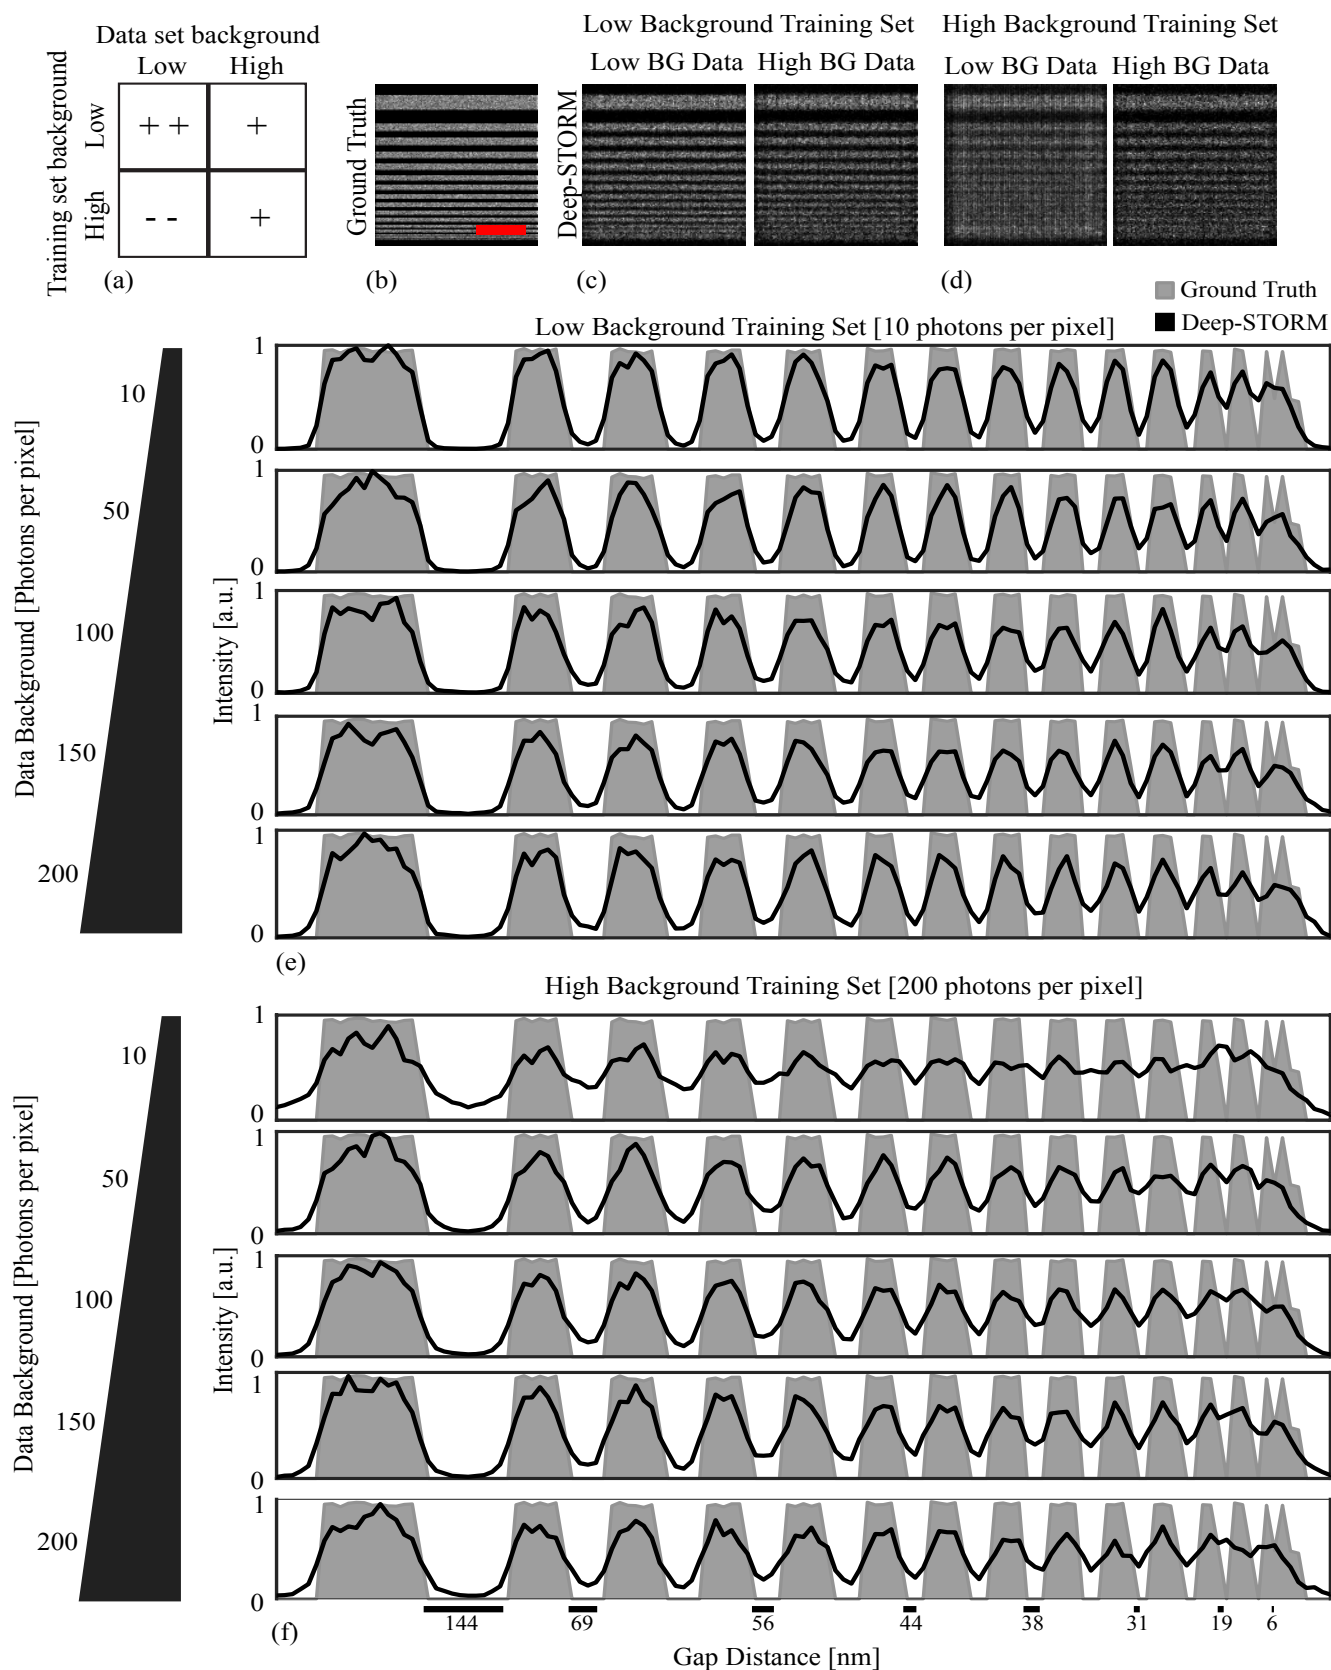 Data set background
Low High
Training set background
Low
High
+ +
+
- -
+
(a)
Ground Truth
(b)
Low Background Training Set
Low BG Data High BG Data
Deep-STORM
(c)
High Background Training Set
Low BG Data High BG Data
(d)
Ground Truth
Deep-STORM
Low Background Training Set [10 photons per pixel]
Data Background [Photons per pixel]
10
50
100
150
200
Intensity [a.u.]
1
0
1
0
1
0
1
0
1
0
(e)
High Background Training Set [200 photons per pixel]
Data Background [Photons per pixel]
10
50
100
150
200
Intensity [a.u.]
1
0
1
0
1
0
1
0
1
0
144 69 56 44 38 31 19 6
(f)
Gap Distance [nm]